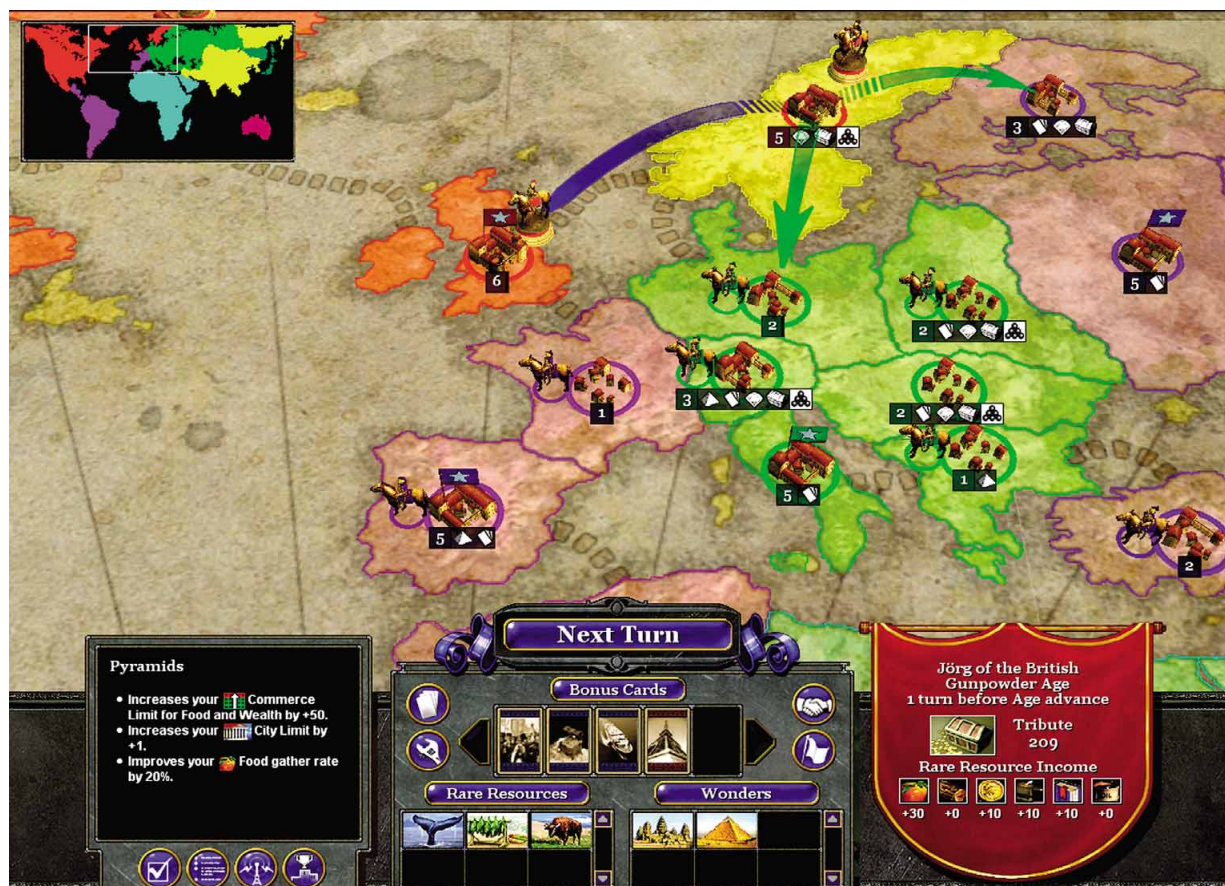 5
3
6
5
2
2
1
3
2
5
1
5
2
Next Turn
Pyramids
• Increases your Commerce
Limit for Food and Wealth by +50.
• Increases your City Limit by
+1.
• Improves your Food gather rate
by 20%.
Bonus Cards
Rare Resources
Wonders
Jörg of the British
Gunpowder Age
1 turn before Age advance
Tribute
209
Rare Resource Income
+30 +0 +10 +10 +10 +0